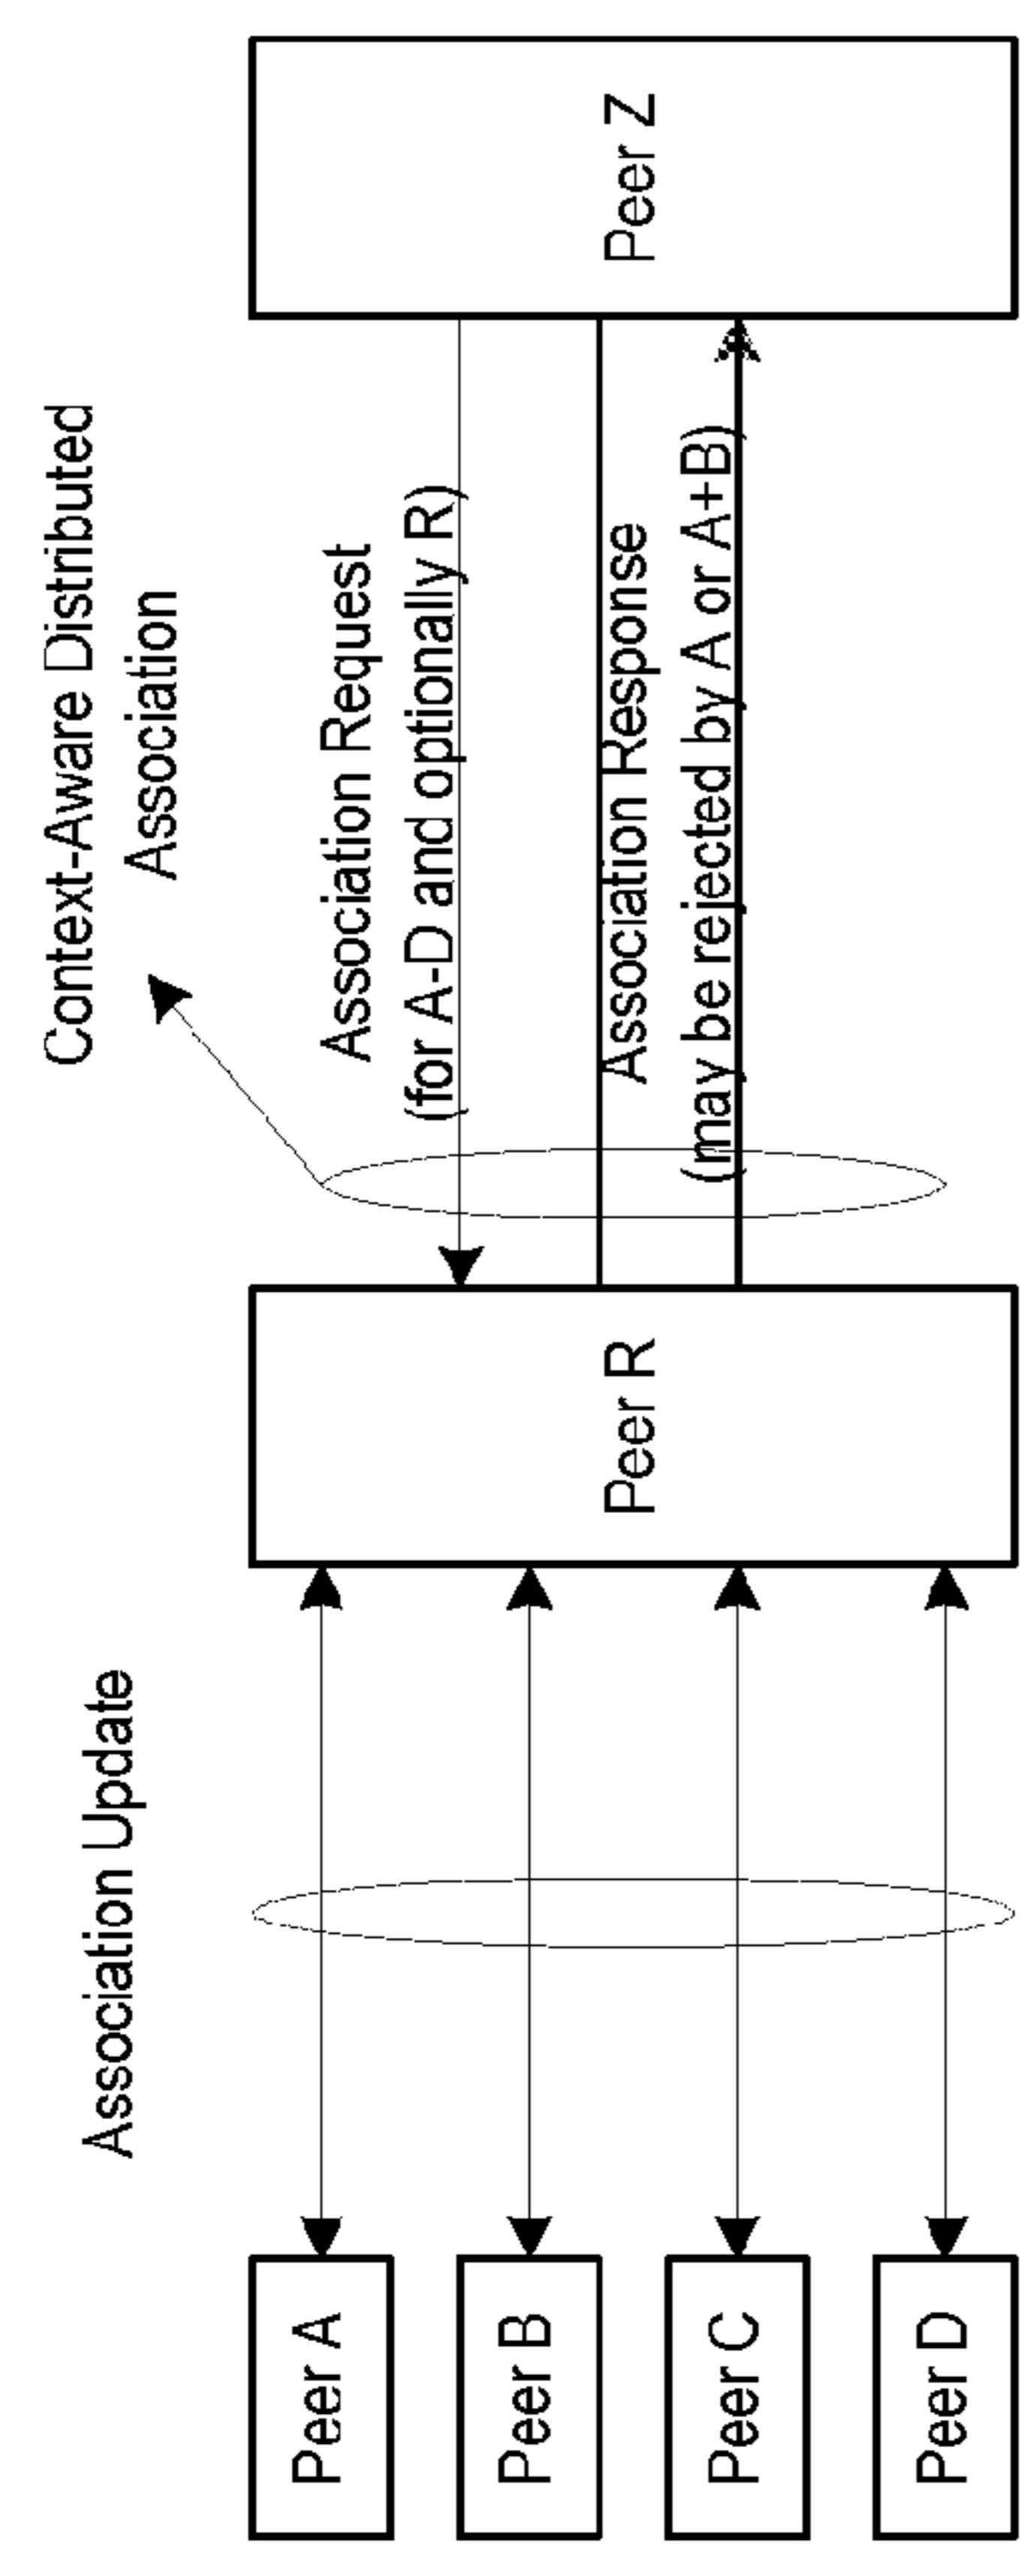 Context-Aware Distributed
Association
Association Update
Association Request
(for A-D and optionally R)
Association Response
(may be rejected by A or A+B)
Peer A
Peer B
Peer C
Peer D
Peer R
Peer Z